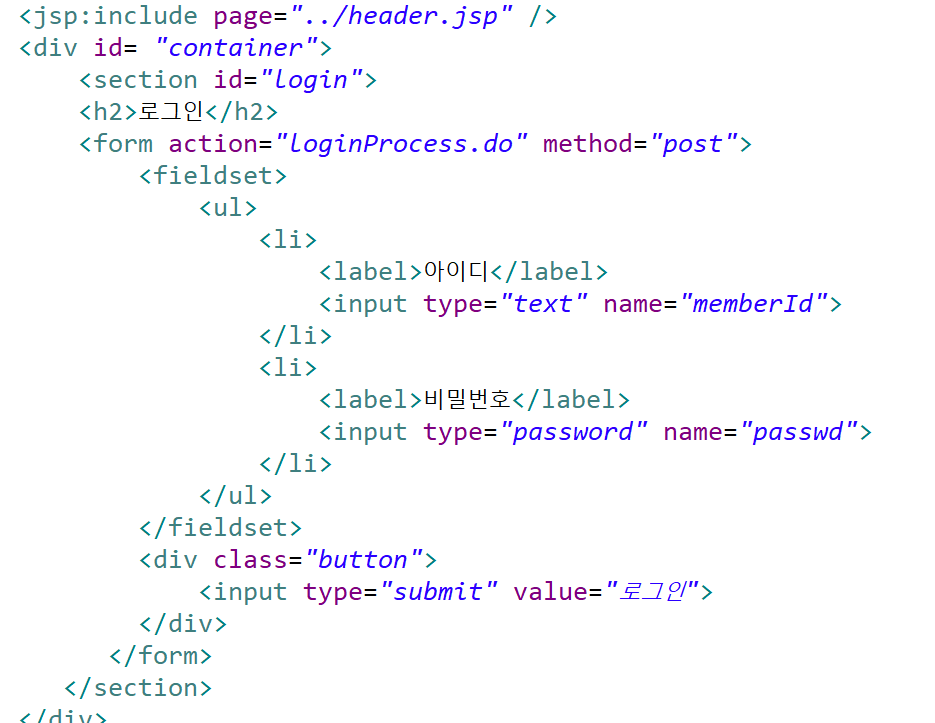 <jsp:include page="../header.jsp" />
<div id= "container">
<section id="login">
<h2>로그인</h2>
<form action="loginProcess.do" method="post">
<fieldset>
<ul>
<li>
<label>아이디</label>
<input type="text" name="memberId">
</li>
<li>
<label>비밀번호</label>
<input type="password" name="passwd">
</li>
</ul>
</fieldset>
<div class="button">
<input type="submit" value="로그인">
</div>
</form>
</section>
</div>